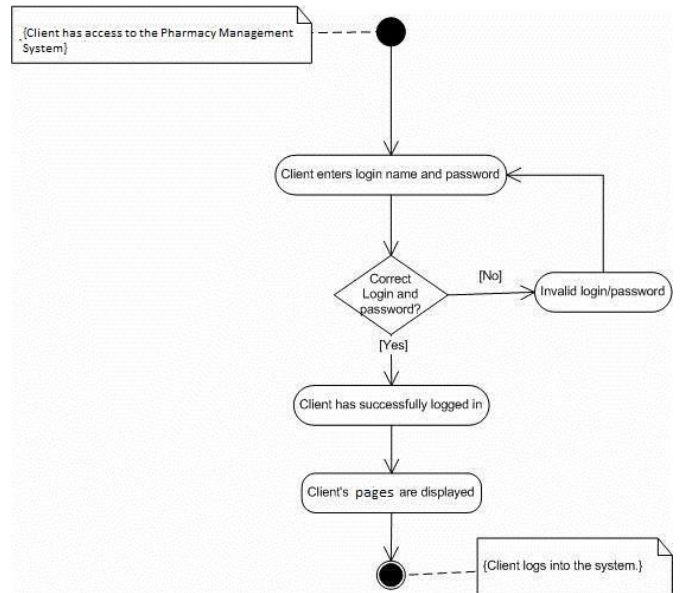 {Client has access to the Pharmacy Management
System}
Client enters login name and password
Correct
Login and
password?
[No]
Invalid login/password
[Yes]
Client has successfully logged in
Client's pages are displayed
{Client logs into the system.}